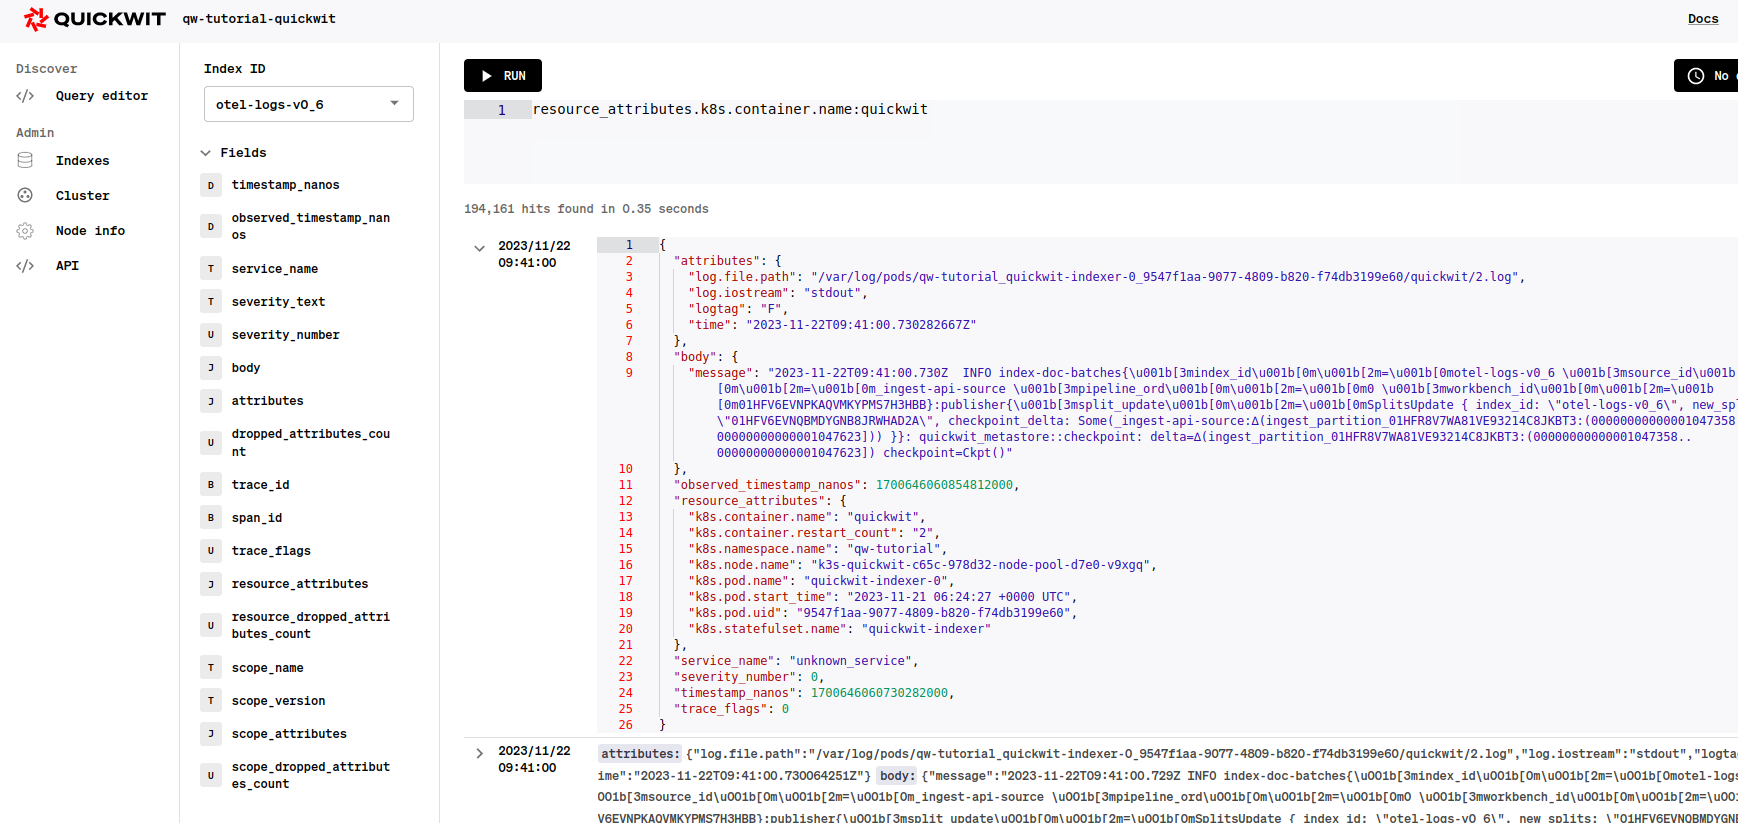 QUICKWIT qw-tutorial-quickwit
Docs
Discover
Query editor
Admin
Indexes
Cluster
Node info
API
Index ID
otel-logs-v0_6
Fields
D timestamp_nanos
D observed_timestamp_nan
os
T service_name
T severity_text
U severity_number
J body
J attributes
U dropped_attributes_cou
nt
B trace_id
B span_id
U trace_flags
J resource_attributes
U resource_dropped_attri
butes_count
T scope_name
T scope_version
J scope_attributes
U scope_dropped_attribut
es_count
RUN
No
1 resource_attributes.k8s.container.name:quickwit
194,161 hits found in 0.35 seconds
2023/11/22
09:41:00
1 {
2 "attributes": {
3 "log.file.path": "/var/log/pods/qw-tutorial_quickwit-indexer-0_9547f1aa-9077-4809-b820-f74db3199e60/quickwit/2.log",
4 "log.iostream": "stdout",
5 "logtag": "F",
6 "time": "2023-11-22T09:41:00.730282667Z"
7 },
8 "body": {
9 "message": "2023-11-22T09:41:00.730Z  INFO index-doc-batches{\u001b[3mindex_id\u001b[0m\u001b[2m=\u001b[0motel-logs-v0_6 \u001b[3msource_id\u001b
[0m\u001b[2m=\u001b[0m_ingest-api-source \u001b[3mpipeline_ord\u001b[0m\u001b[2m=\u001b[0m0 \u001b[3mworkbench_id\u001b[0m\u001b[2m=\u001b
[0m01HFV6EVNPKAQVMKYPMS7H3HBB}:publisher{\u001b[3msplit_update\u001b[0m\u001b[2m=\u001b[0mSplitsUpdate { index_id: \"otel-logs-v0_6\", new_spl
\"01HFV6EVNQBMDYGNB8JRWHAD2A\", checkpoint_delta: Some(_ingest-api-source:∆(ingest_partition_01HFR8V7WA81VE93214C8JKBT3:(00000000000001047358
00000000000001047623])) }}: quickwit_metastore::checkpoint: delta=∆(ingest_partition_01HFR8V7WA81VE93214C8JKBT3:(00000000000001047358..
00000000000001047623]) checkpoint=Ckpt()"
10 },
11 "observed_timestamp_nanos": 1700646060854812000,
12 "resource_attributes": {
13 "k8s.container.name": "quickwit",
14 "k8s.container.restart_count": "2",
15 "k8s.namespace.name": "qw-tutorial",
16 "k8s.node.name": "k3s-quickwit-c65c-978d32-node-pool-d7e0-v9xgq",
17 "k8s.pod.name": "quickwit-indexer-0",
18 "k8s.pod.start_time": "2023-11-21 06:24:27 +0000 UTC",
19 "k8s.pod.uid": "9547f1aa-9077-4809-b820-f74db3199e60",
20 "k8s.statefulset.name": "quickwit-indexer"
21 },
22 "service_name": "unknown_service",
23 "severity_number": 0,
24 "timestamp_nanos": 1700646060730282000,
25 "trace_flags": 0
26 }
2023/11/22
09:41:00
attributes: {"log.file.path":"/var/log/pods/qw-tutorial_quickwit-indexer-0_9547f1aa-9077-4809-b820-f74db3199e60/quickwit/2.log","log.iostream":"stdout","logta
ime":"2023-11-22T09:41:00.730064251Z"} body: {"message":"2023-11-22T09:41:00.729Z INFO index-doc-batches{\u001b[3mindex_id\u001b[0m\u001b[2m=\u001b[0motel-logs
001b[3msource_id\u001b[0m\u001b[2m=\u001b[0m_ingest-api-source \u001b[3mpipeline_ord\u001b[0m\u001b[2m=\u001b[0m0 \u001b[3mworkbench_id\u001b[0m\u001b[2m=\u00
V6EVNPKAQVMKYPMS7H3HBB}:publisher{\u001b[3msplit_update\u001b[0m\u001b[2m=\u001b[0mSplitsUpdate { index_id: \"otel-logs-v0_6\", new_splits: \"01HFV6EVNQBMDYGN